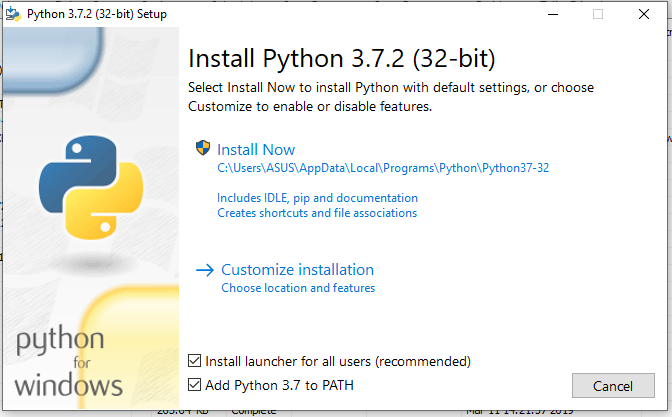 Python 3.7.2 (32-bit) Setup
Install Python 3.7.2 (32-bit)
Select Install Now to install Python with default settings, or choose
Customize to enable or disable features.
Install Now
C:\Users\ASUS\AppData\Local\Programs\Python\Python37-32
Includes IDLE, pip and documentation
Creates shortcuts and file associations
Customize installation
Choose location and features
python
for
windows
Install launcher for all users (recommended)
Add Python 3.7 to PATH
Cancel
Complete